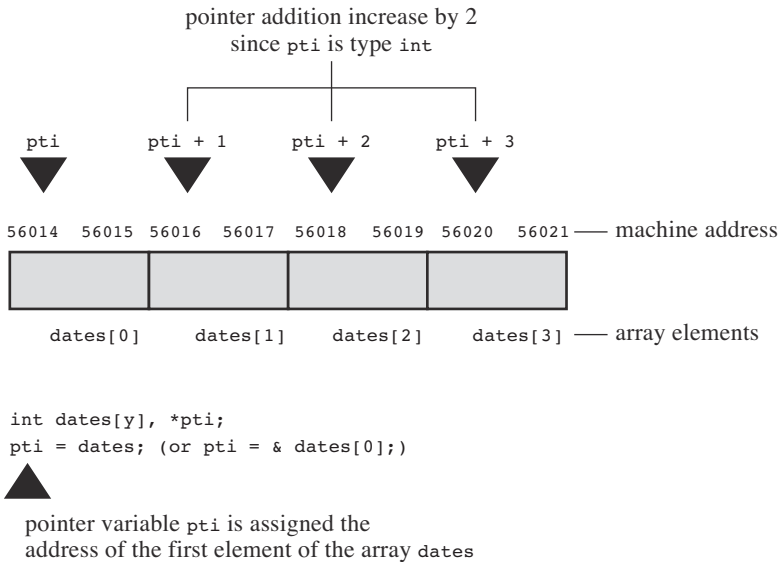 pointer addition increase by 2
since pti is type int
pti pti + 1 pti + 2 pti + 3
56014 56015 56016 56017 56018 56019 56020 56021 machine address
dates[0] dates[1] dates[2] dates[3] array elements
int dates[y], *pti;
pti = dates; (or pti = & dates[0];)
pointer variable pti is assigned the
address of the first element of the array dates